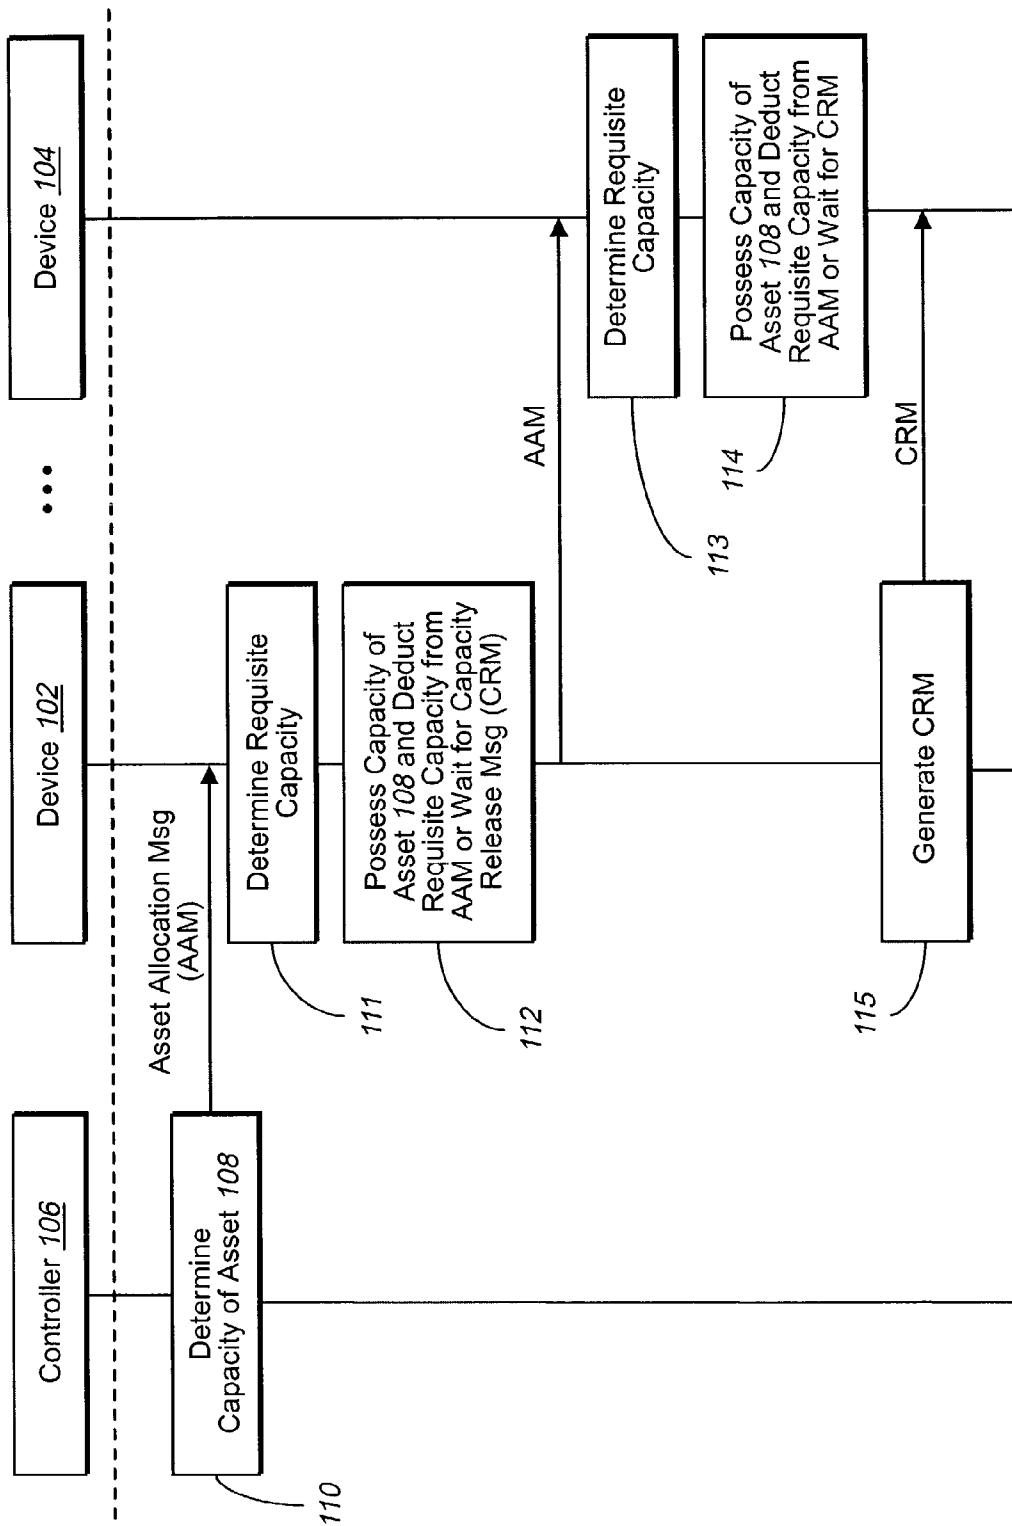 Controller 106
Device 102
...
Device 104
Determine
Capacity of Asset 108
110
Asset Allocation Msg
(AAM)
Determine Requisite
Capacity
111
Possess Capacity of
Asset 108 and Deduct
Requisite Capacity from
AAM or Wait for Capacity
Release Msg (CRM)
112
AAM
Determine Requisite
Capacity
113
Possess Capacity of
Asset 108 and Deduct
Requisite Capacity from
AAM or Wait for CRM
114
Generate CRM
115
CRM